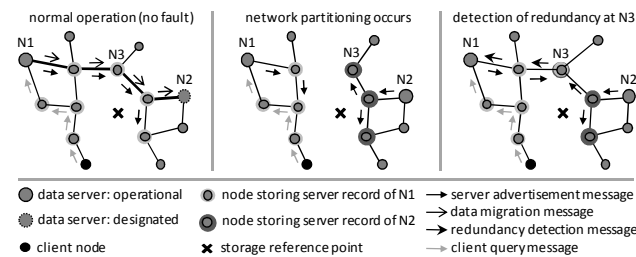 normal operation (no fault)
network partitioning occurs
detection of redundancy at N3
N1
N3
N2
N1
N3
N2
N1
N3
N2
data server: operational
data server: designated
client node
node storing server record of N1
node storing server record of N2
storage reference point
server advertisement message
data migration message
redundancy detection message
client query message